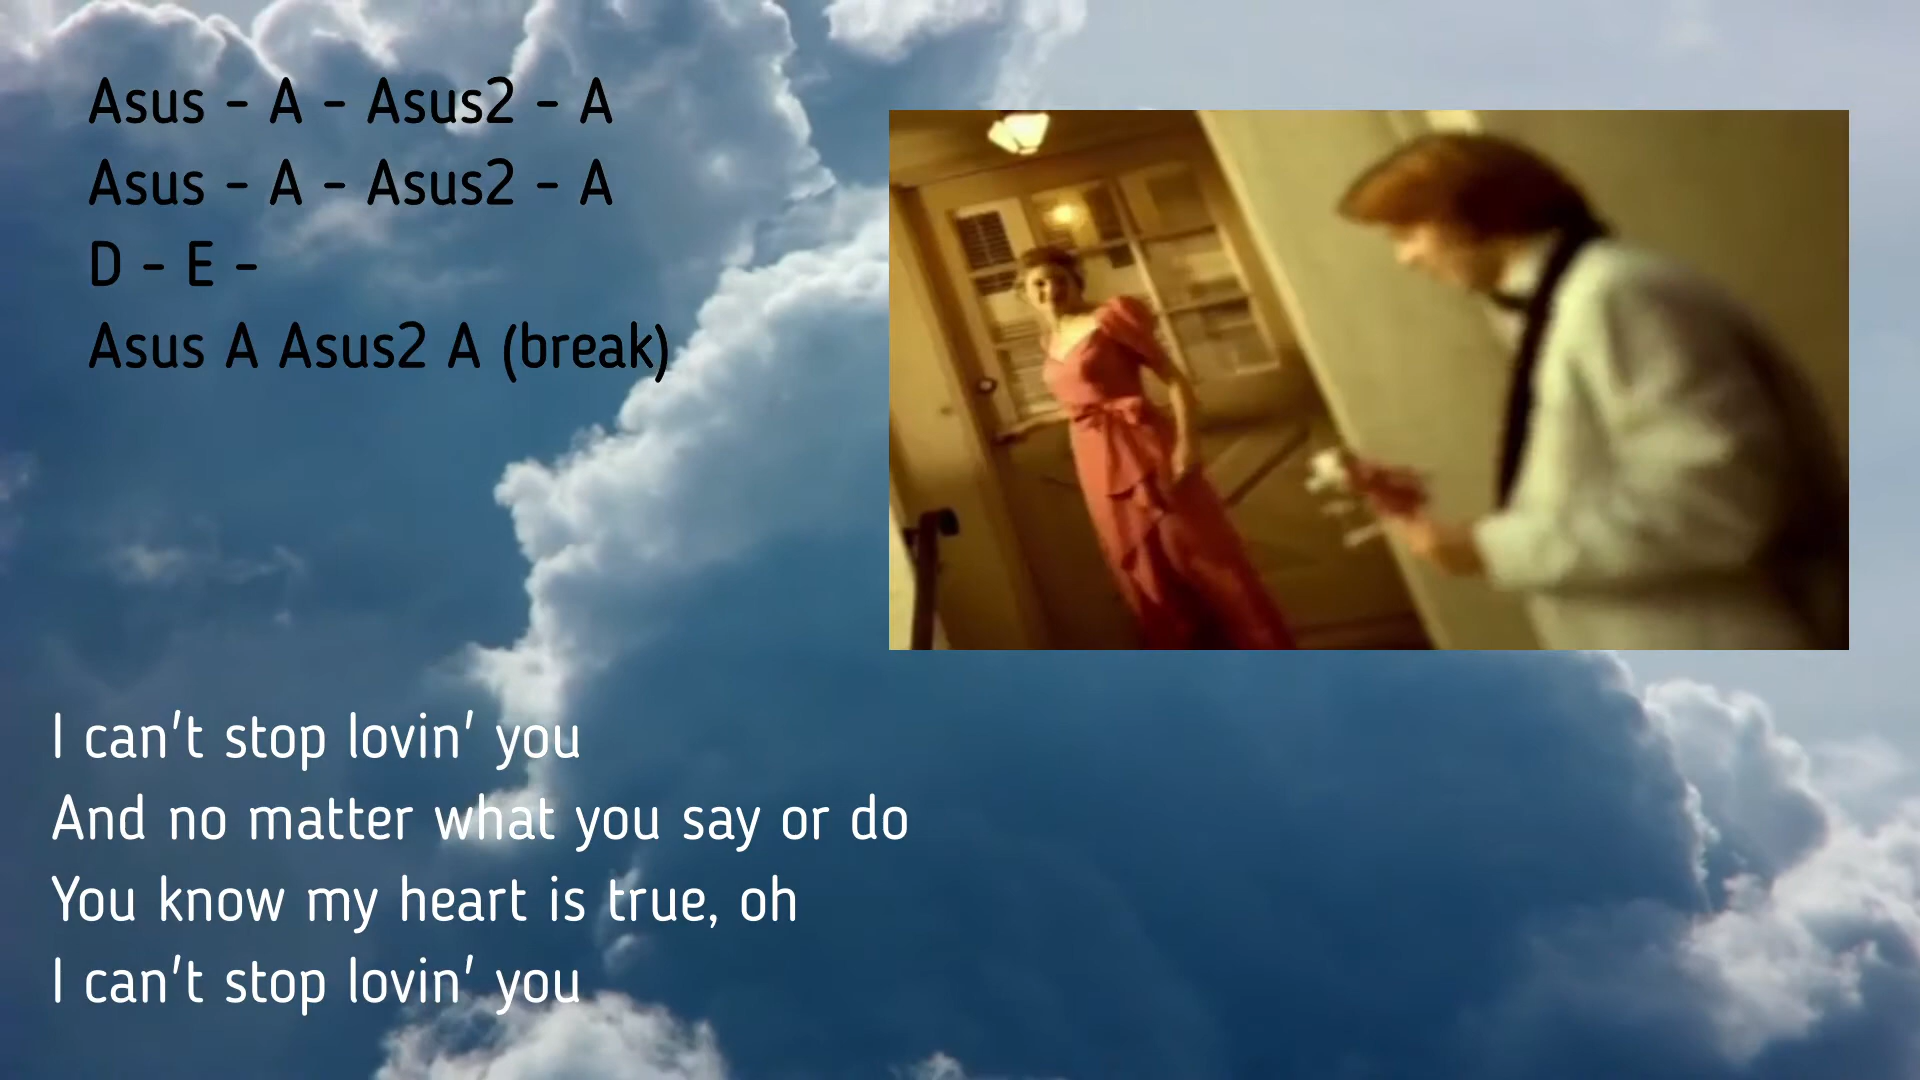 Asus - A - Asus2 - A
Asus - A - Asus2 - A
D - E -
Asus A Asus2 A (break)
I can't stop lovin' you
And no matter what you say or do
You know my heart is true, oh
I can't stop lovin' you